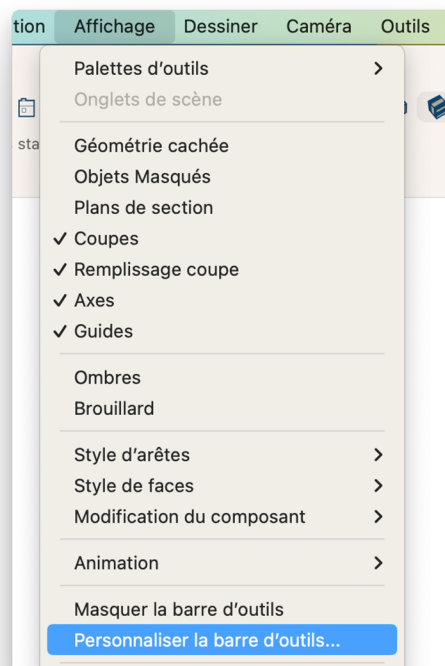 tion Affichage Dessiner Caméra Outils
Palettes d’outils
Onglets de scène
sta
Géométrie cachée
Objets Masqués
Plans de section
Coupes
Remplissage coupe
Axes
Guides
Ombres
Brouillard
Style d’arêtes
Style de faces
Modification du composant
Animation
Masquer la barre d’outils
Personnaliser la barre d’outils...